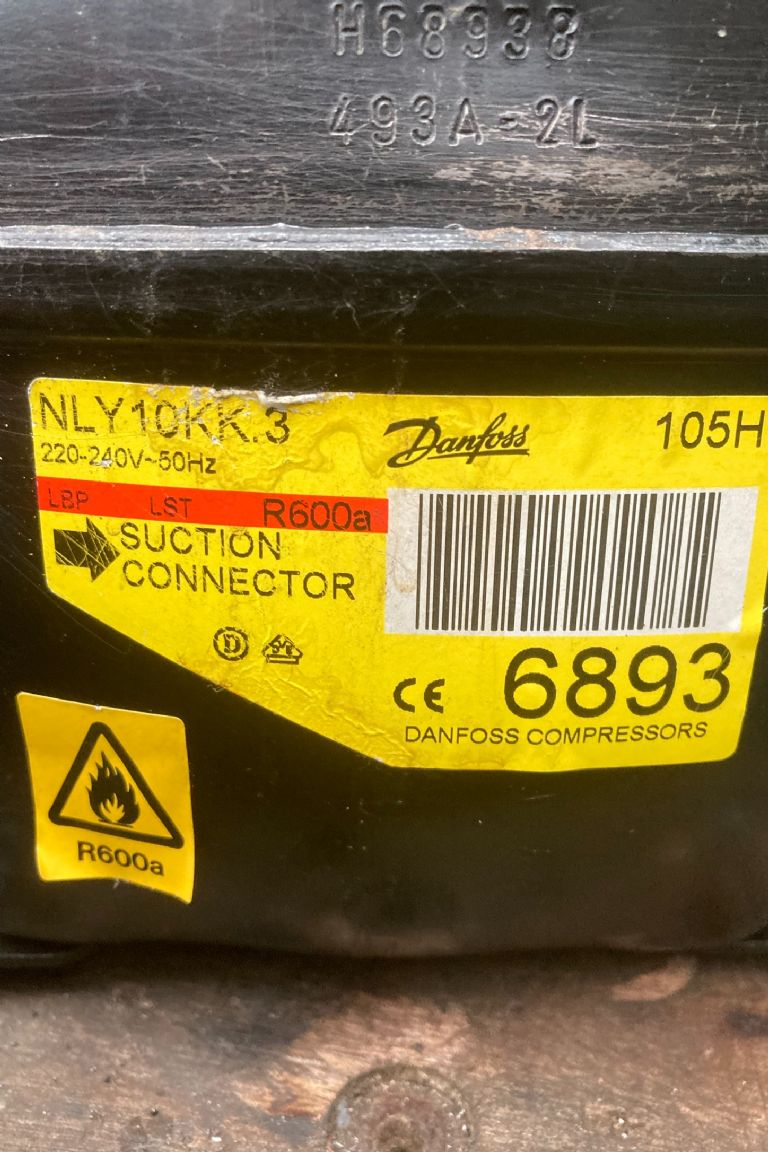 H68938
493A-2L
NLY10KK.3
Danfoss
105H
220-240V~50Hz
LBP LST R600a
SUCTION
CONNECTOR
D
CE
6893
DANFOSS COMPRESSORS
R600a